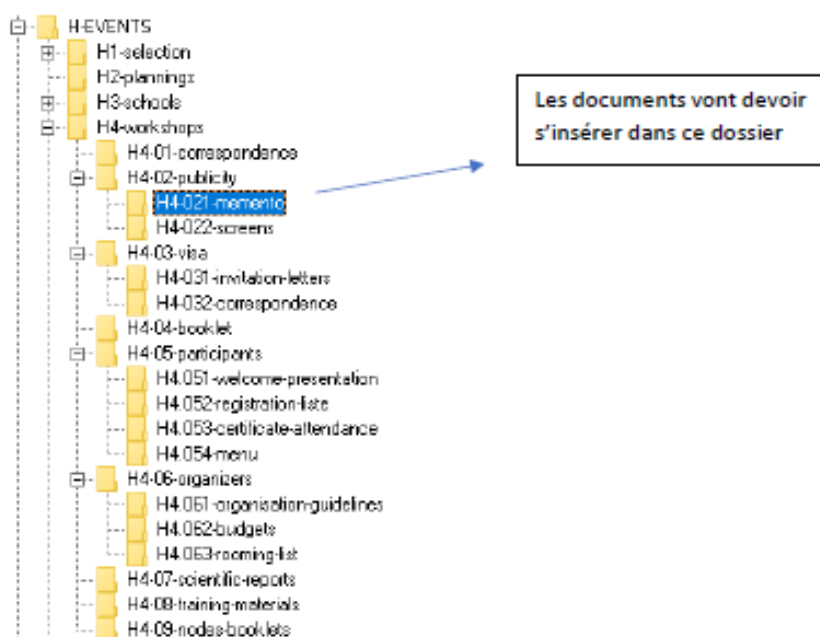 H-EVENTS
H1-selection
H2-plannings
H3-schools
H4-workshops
H4-01-correspondence
H4-02-publicity
H4-021-memento
H4-022-screens
H4-03-visa
H4-031-invitation-letters
H4-032-correspondence
H4-04-booklet
H4-05-participants
H4.051-welcome-presentation
H4.052-registration-liste
H4.053-certificate-attendance
H4.054-menu
H4-06-organizers
H4.061-organisation-guidelines
H4.062-budgets
H4.063-rooming-list
H4-07-scientific-reports
H4-08-training-materials
H4-09-nodes-booklets
Les documents vont devoir
s’insérer dans ce dossier